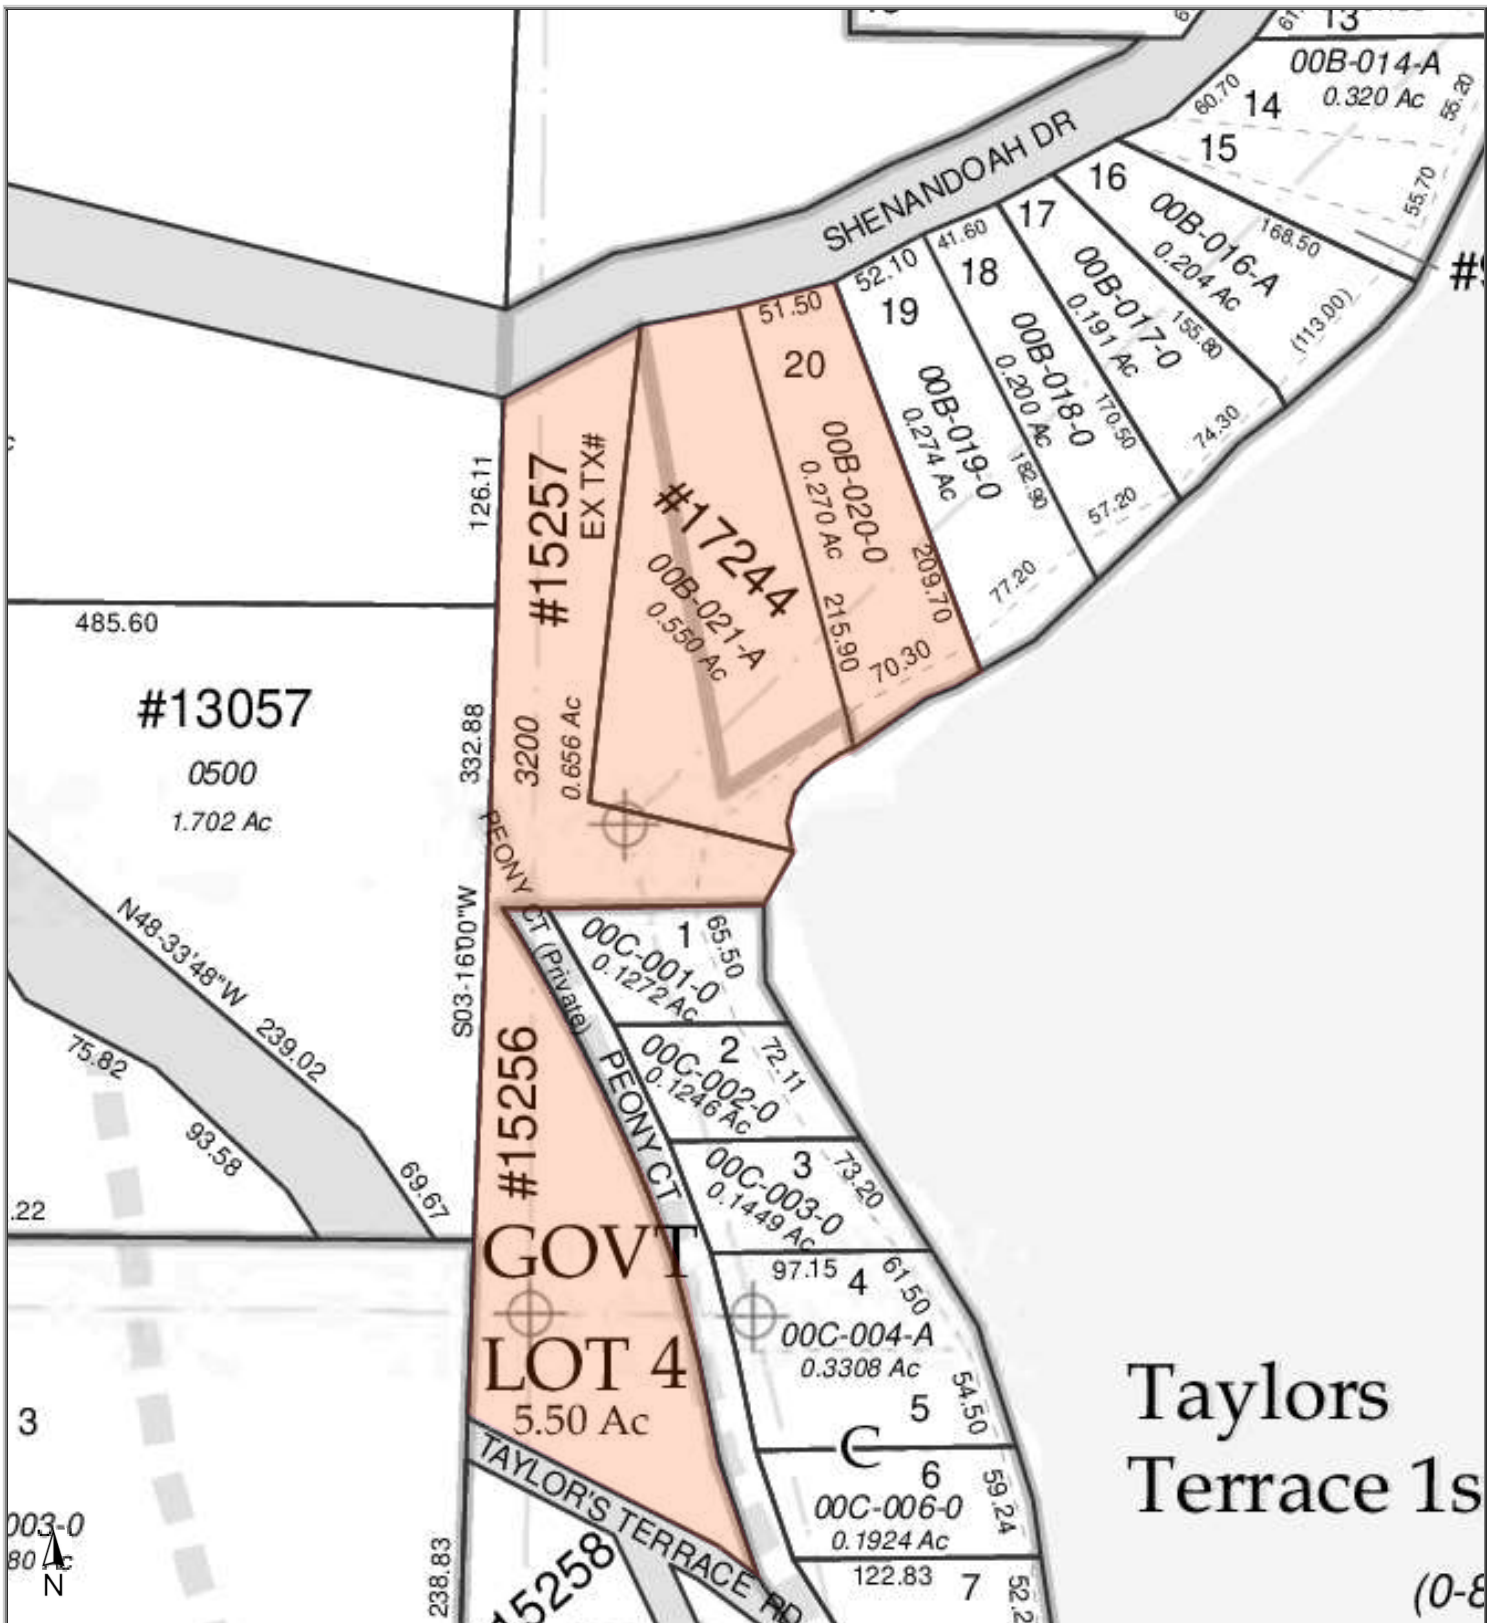 13
00B-014-A
0.320 Ac
60.70
14
55.20
SHENANDOAH DR
15
55.70
16
00B-016-A
0.204 Ac
168.50
17
00B-017-0
0.191 Ac
155.80
(113.00)
41.60
18
00B-018-0
0.200 Ac
170.50
74.30
52.10
19
00B-019-0
0.274 Ac
182.90
57.20
51.50
20
00B-020-0
0.270 Ac
209.70
77.20
215.90
70.30
#17244
00B-021-A
0.550 Ac
#15257
EX TX#
3200
0.656 Ac
126.11
485.60
#13057
0500
1.702 Ac
332.88
PEONY CT (Private)
S03-16'00"W
N48-33'48"W
239.02
75.82
93.58
69.67
.22
1
65.50
00C-001-0
0.1272 Ac
2
72.11
00C-002-0
0.1246 Ac
PEONY CT
3
73.20
00C-003-0
0.1449 Ac
#15256
GOVT
LOT 4
5.50 Ac
97.15
4
61.50
00C-004-A
0.3308 Ac
5
54.50
C
6
59.24
00C-006-0
0.1924 Ac
122.83
7
52.2
TAYLOR'S TERRACE RD
15258
238.83
3
003-0
80 Ac
N
Taylors
Terrace 1s
(0-8